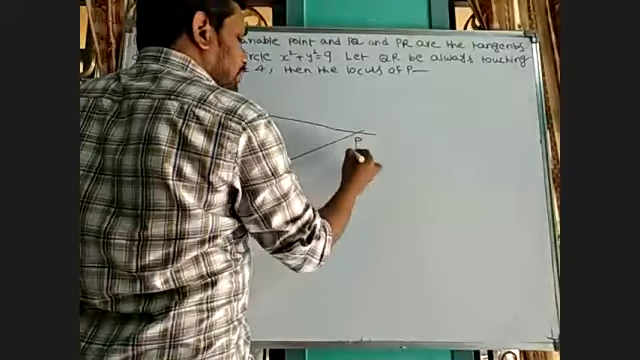 variable point and PQ and PR are the tangents
circle x²+y²=9 Let QR be always touching
= 4, then the locus of P—
P